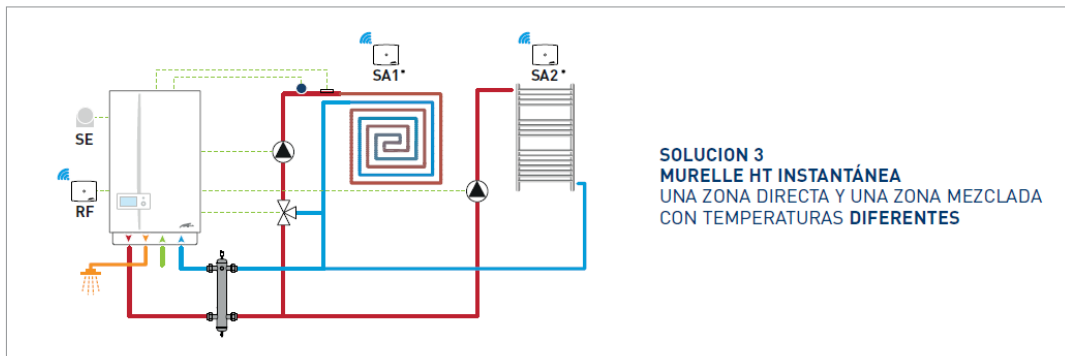 SA1*
SA2*
SE
RF
SOLUCION 3
MURELLE HT INSTANTÁNEA
UNA ZONA DIRECTA Y UNA ZONA MEZCLADA
CON TEMPERATURAS DIFERENTES